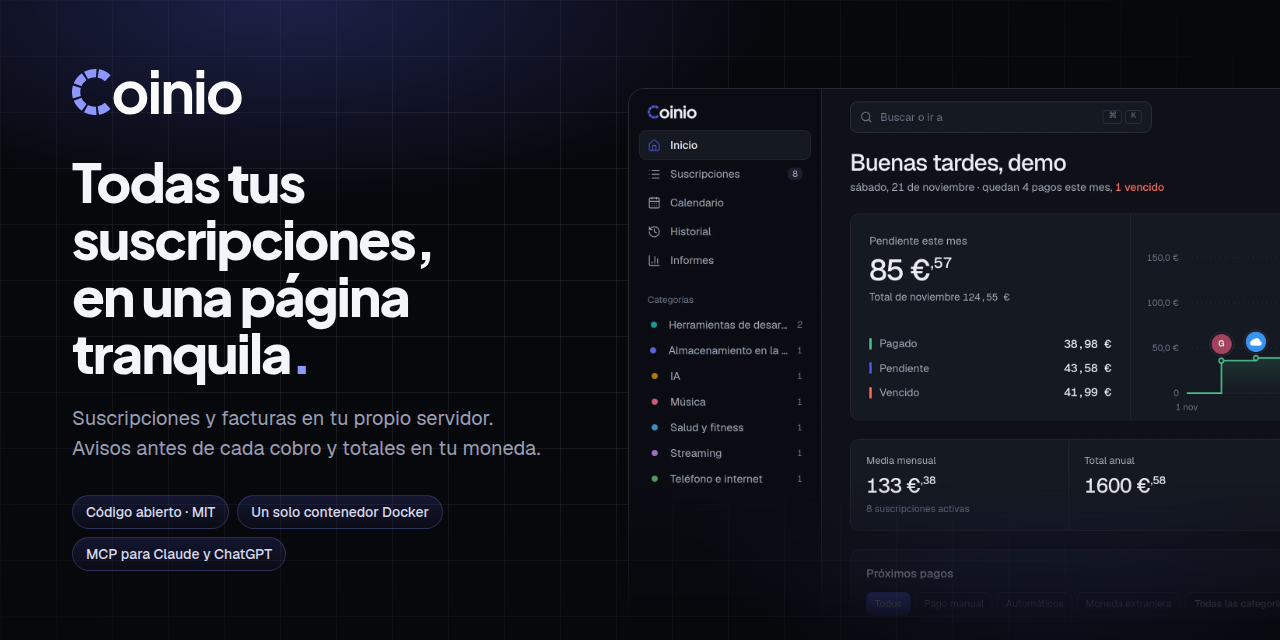 Coinio
Todas tus
suscripciones,
en una página
tranquila.
Suscripciones y facturas en tu propio servidor.
Avisos antes de cada cobro y totales en tu moneda.
Código abierto · MIT
Un solo contenedor Docker
MCP para Claude y ChatGPT
Coinio
Inicio
Suscripciones 8
Calendario
Historial
Informes
Categorías
Herramientas de desar... 2
Almacenamiento en la ... 1
IA 1
Música 1
Salud y fitness 1
Streaming 1
Teléfono e internet 1
Buscar o ir a ⌘ K
Buenas tardes, demo
sábado, 21 de noviembre · quedan 4 pagos este mes, 1 vencido
Pendiente este mes
85 €,57
Total de noviembre 124,55 €
Pagado 38,98 €
Pendiente 43,58 €
Vencido 41,99 €
150,0 €
100,0 €
50,0 €
0
1 nov
G
Media mensual
133 €,38
8 suscripciones activas
Total anual
1600 €,58
Próximos pagos
Todos
Pago manual
Automáticos
Moneda extranjera
Todas las categorí